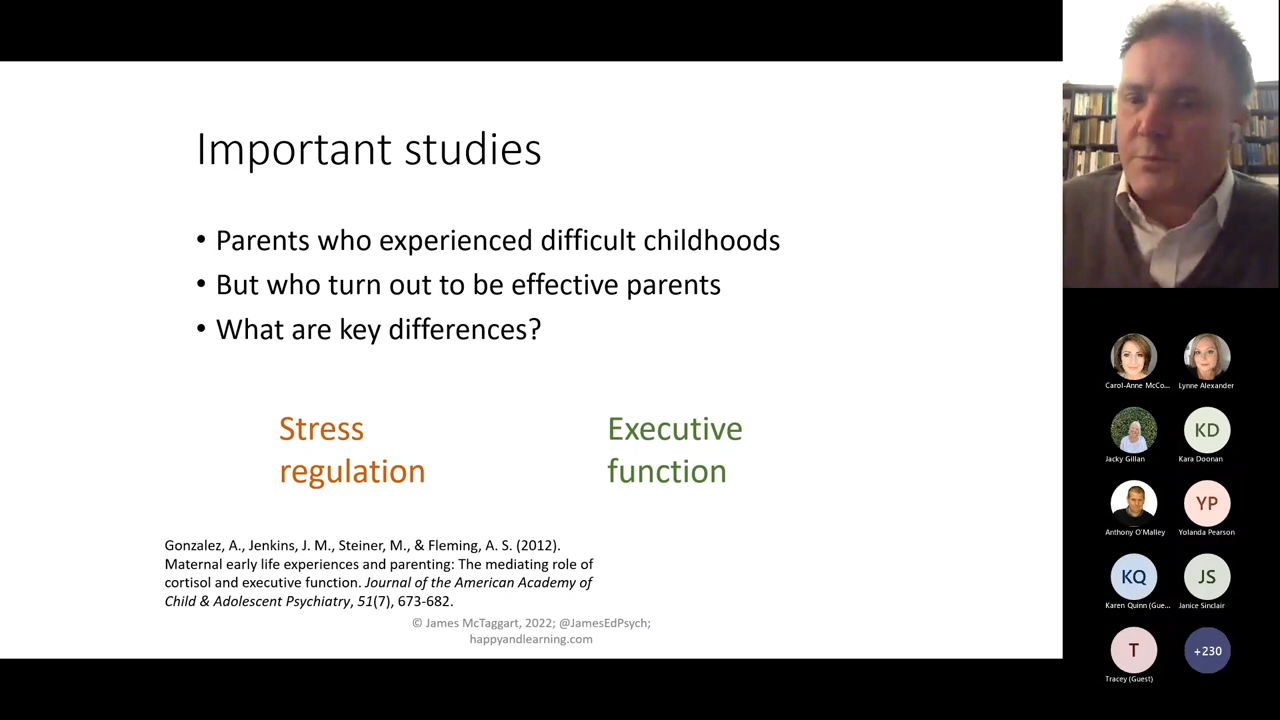 Important studies
• Parents who experienced difficult childhoods
• But who turn out to be effective parents
• What are key differences?
Stress
regulation
Executive
function
Gonzalez, A., Jenkins, J. M., Steiner, M., & Fleming, A. S. (2012).
Maternal early life experiences and parenting: The mediating role of
cortisol and executive function. Journal of the American Academy of
Child & Adolescent Psychiatry, 51(7), 673-682.
© James McTaggart, 2022; @JamesEdPsych;
happyandlearning.com
Carol-Anne McCo...
Lynne Alexander
Jacky Gillan
KD
Kara Doonan
Anthony O'Malley
YP
Yolanda Pearson
KQ
Karen Quinn (Gue...
JS
Janice Sinclair
T
Tracey (Guest)
+230